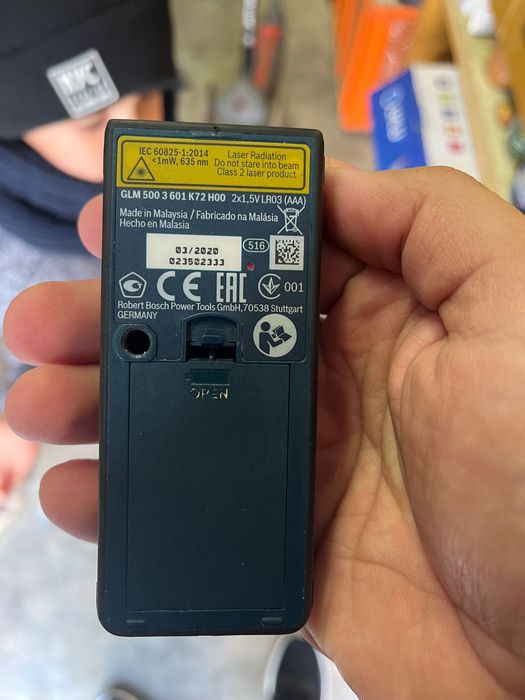 IEC 60825-1:2014
<1mW, 635 nm
Laser Radiation
Do not stare into beam
Class 2 laser product
GLM 500 3 601 K72 H00 2x1,5V LR03 (AAA)
Made in Malaysia / Fabricado na Malásia
Hecho en Malasia
03/2020
023502333
516
CE EAC 001
Robert Bosch Power Tools GmbH, 70538 Stuttgart
GERMANY
OPEN